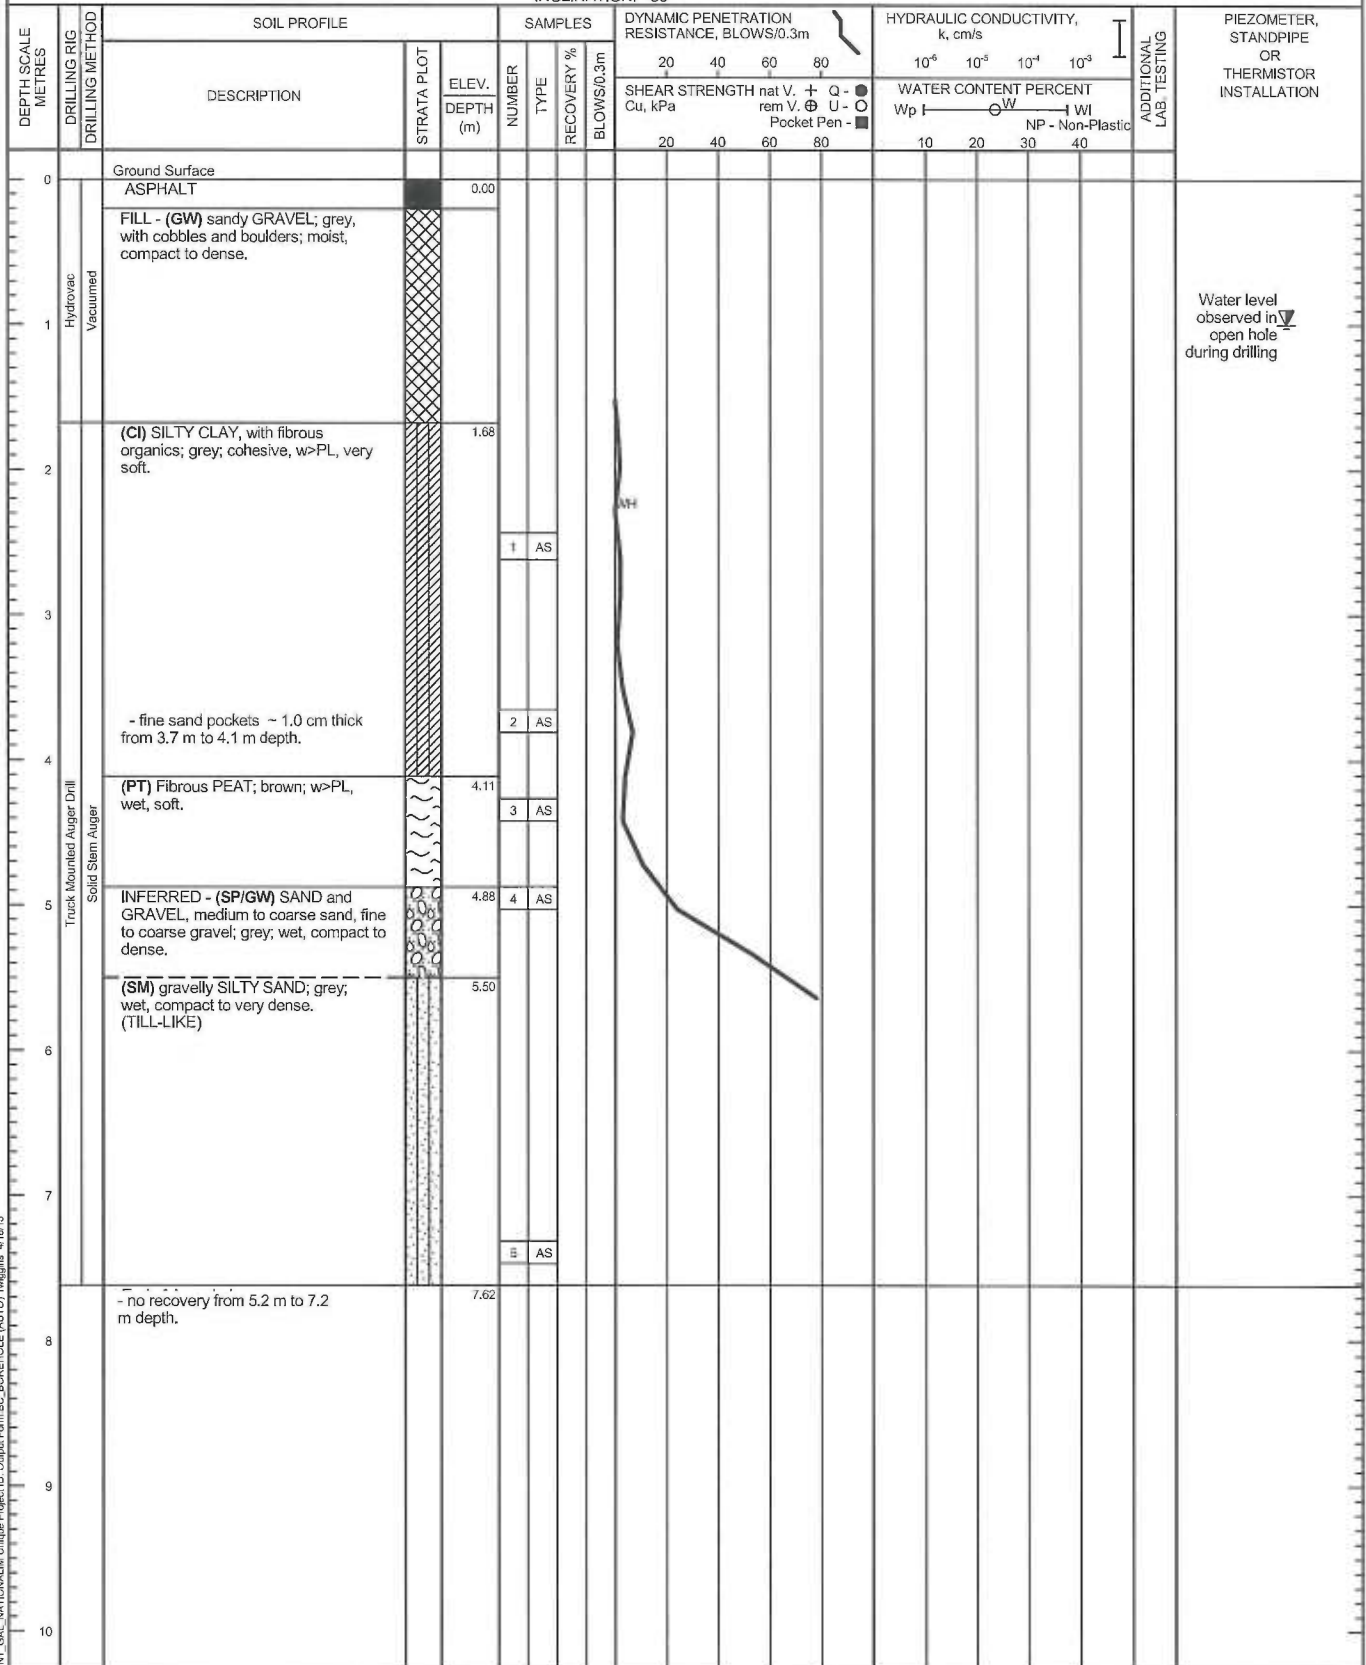 DEPTH SCALE
METRES
DRILLING RIG
DRILLING METHOD
SOIL PROFILE
DESCRIPTION
STRATA PLOT
ELEV.
DEPTH
(m)
SAMPLES
NUMBER
TYPE
RECOVERY %
BLOWS/0.3m
DYNAMIC PENETRATION
RESISTANCE, BLOWS/0.3m
20 40 60 80
SHEAR STRENGTH nat V. + Q - ●
Cu, kPa rem V. ⊕ U - O
Pocket Pen - ■
20 40 60 80
HYDRAULIC CONDUCTIVITY,
k, cm/s
10⁻⁶ 10⁻⁵ 10⁻⁴ 10⁻³
WATER CONTENT PERCENT
Wp W Wl
NP - Non-Plastic
10 20 30 40
ADDITIONAL
LAB. TESTING
PIEZOMETER,
STANDPIPE
OR
THERMISTOR
INSTALLATION
0
Ground Surface
ASPHALT
0.00
FILL - (GW) sandy GRAVEL; grey,
with cobbles and boulders; moist,
compact to dense.
Hydrovac
Vacuumed
1
Water level
observed in
open hole
during drilling
(CI) SILTY CLAY, with fibrous
organics; grey; cohesive, w>PL, very
soft.
1.68
2
WH
1 AS
3
- fine sand pockets ~ 1.0 cm thick
from 3.7 m to 4.1 m depth.
2 AS
4
(PT) Fibrous PEAT; brown; w>PL,
wet, soft.
4.11
3 AS
Truck Mounted Auger Drill
Solid Stem Auger
INFERRED - (SP/GW) SAND and
GRAVEL, medium to coarse sand, fine
to coarse gravel; grey; wet, compact to
dense.
4.88
4 AS
5
(SM) gravelly SILTY SAND; grey;
wet, compact to very dense.
(TILL-LIKE)
5.50
6
7
5 AS
- no recovery from 5.2 m to 7.2
m depth.
7.62
8
9
10